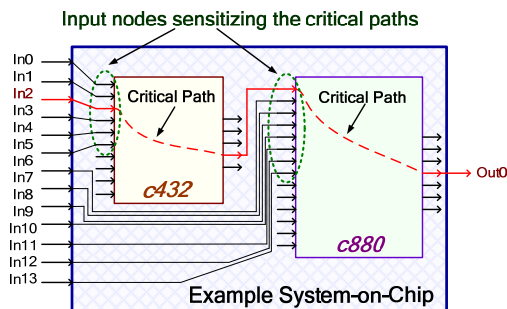 Input nodes sensitizing the critical paths
In0
In1
In2
In3
In4
In5
In6
In7
In8
In9
In10
In11
In12
In13
Critical Path
c432
Critical Path
c880
Out0
Example System-on-Chip